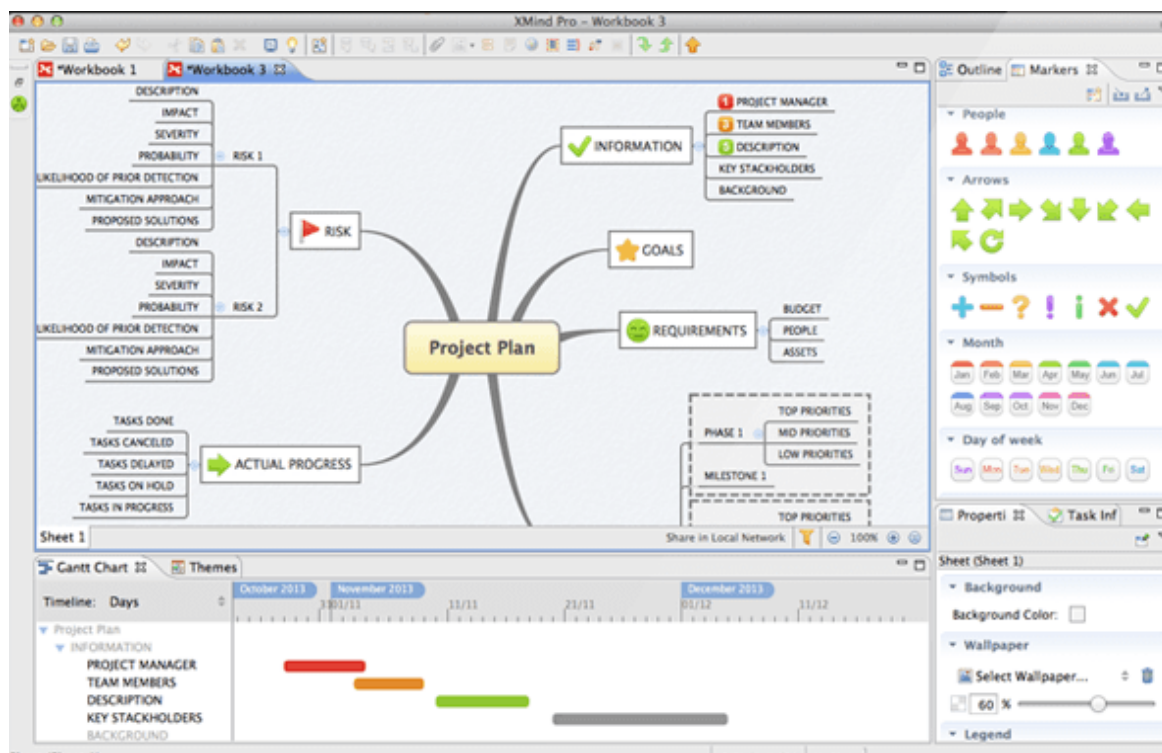 XMind Pro – Workbook 3
*Workbook 1
*Workbook 3
DESCRIPTION
IMPACT
SEVERITY
PROBABILITY
LIKELIHOOD OF PRIOR DETECTION
MITIGATION APPROACH
PROPOSED SOLUTIONS
RISK 1
DESCRIPTION
IMPACT
SEVERITY
PROBABILITY
LIKELIHOOD OF PRIOR DETECTION
MITIGATION APPROACH
PROPOSED SOLUTIONS
RISK 2
RISK
TASKS DONE
TASKS CANCELED
TASKS DELAYED
TASKS ON HOLD
TASKS IN PROGRESS
ACTUAL PROGRESS
Project Plan
INFORMATION
1 PROJECT MANAGER
3 TEAM MEMBERS
5 DESCRIPTION
KEY STACKHOLDERS
BACKGROUND
GOALS
REQUIREMENTS
BUDGET
PEOPLE
ASSETS
PHASE 1
TOP PRIORITIES
MID PRIORITIES
LOW PRIORITIES
MILESTONE 1
TOP PRIORITIES
Sheet 1
Share in Local Network
100%
Outline
Markers
People
Arrows
Symbols
Month
Jan Feb Mar Apr May Jun Jul
Aug Sep Oct Nov Dec
Day of week
Sun Mon Tue Wed Thu Fri Sat
Properti
Task Inf
Sheet (Sheet 1)
Background
Background Color:
Wallpaper
Select Wallpaper...
60 %
Legend
Gantt Chart
Themes
Timeline: Days
October 2013 November 2013 December 2013
01/11 11/11 21/11 01/12 11/12
Project Plan
INFORMATION
PROJECT MANAGER
TEAM MEMBERS
DESCRIPTION
KEY STACKHOLDERS
BACKGROUND